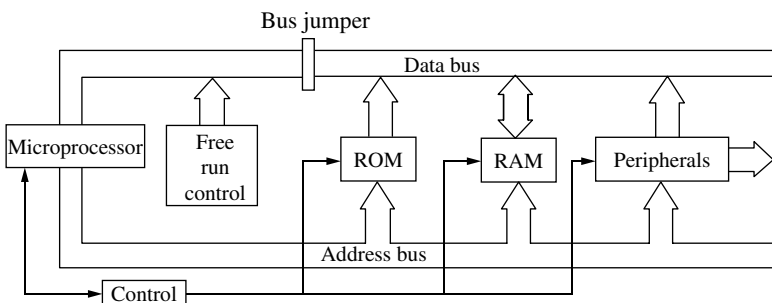 Bus jumper
Data bus
Microprocessor
Free
run
control
ROM
RAM
Peripherals
Address bus
Control